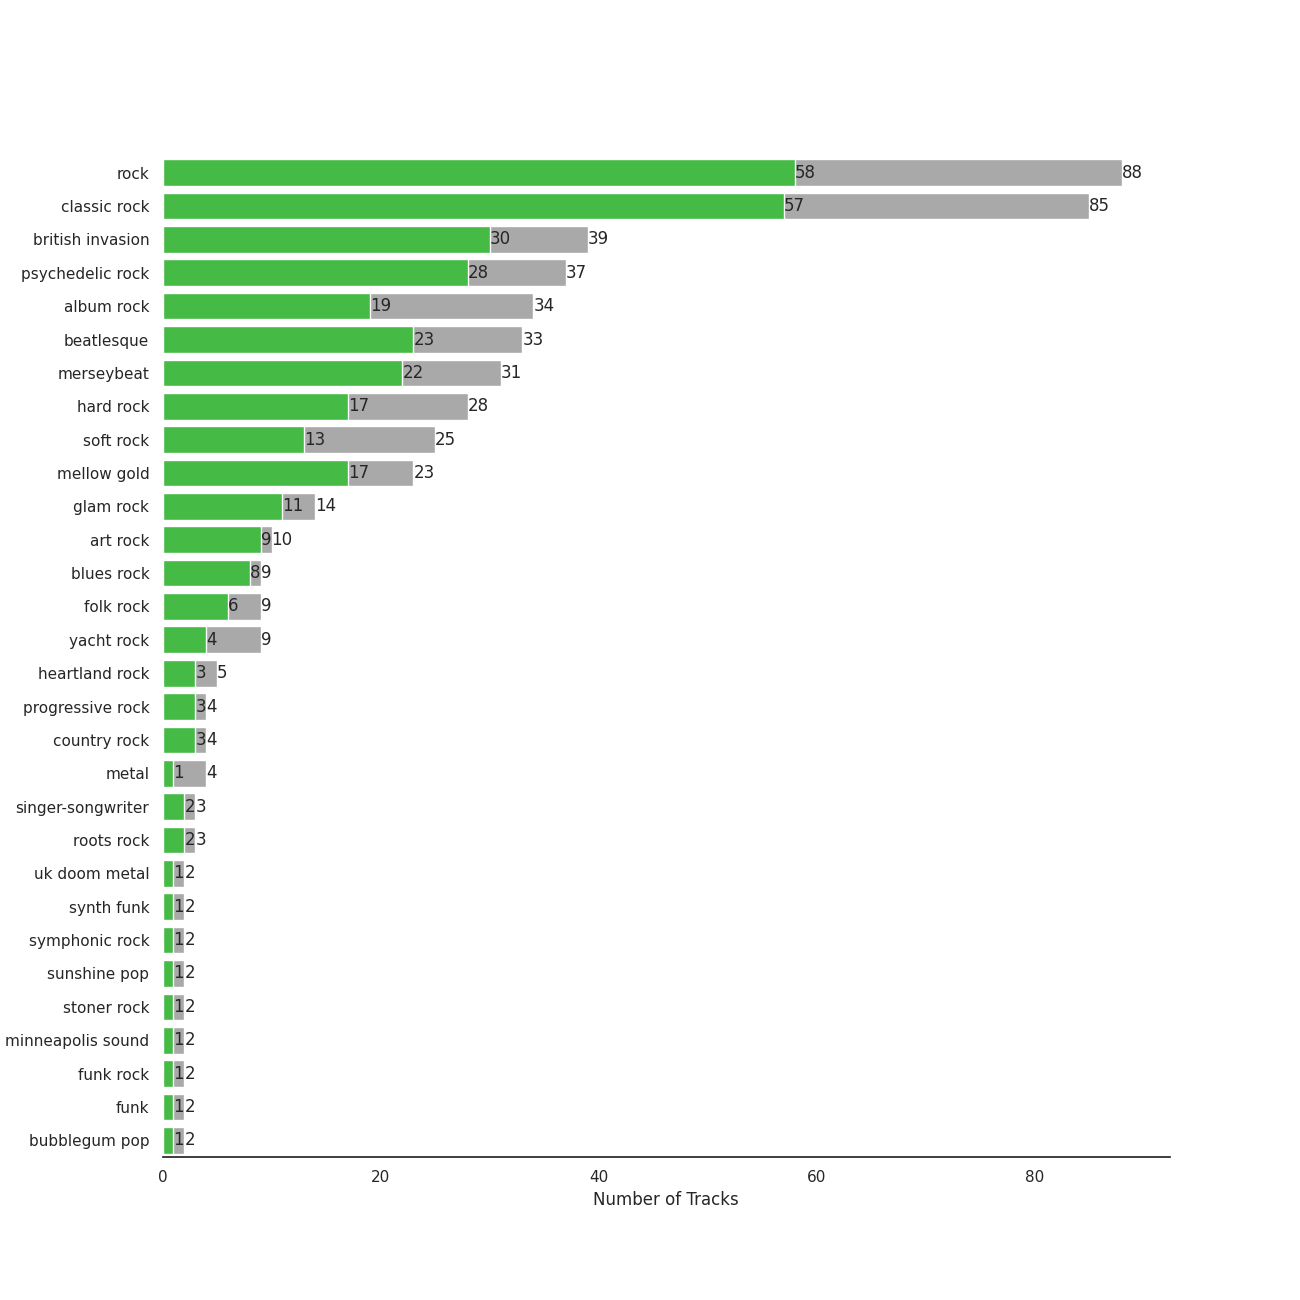 rock 58 88
classic rock 57 85
british invasion 30 39
psychedelic rock 28 37
album rock 19 34
beatlesque 23 33
merseybeat 22 31
hard rock 17 28
soft rock 13 25
mellow gold 17 23
glam rock 11 14
art rock 9 10
blues rock 8 9
folk rock 6 9
yacht rock 4 9
heartland rock 3 5
progressive rock 3 4
country rock 3 4
metal 1 4
singer-songwriter 2 3
roots rock 2 3
uk doom metal 1 2
synth funk 1 2
symphonic rock 1 2
sunshine pop 1 2
stoner rock 1 2
minneapolis sound 1 2
funk rock 1 2
funk 1 2
bubblegum pop 1 2
0 20 40 60 80
Number of Tracks